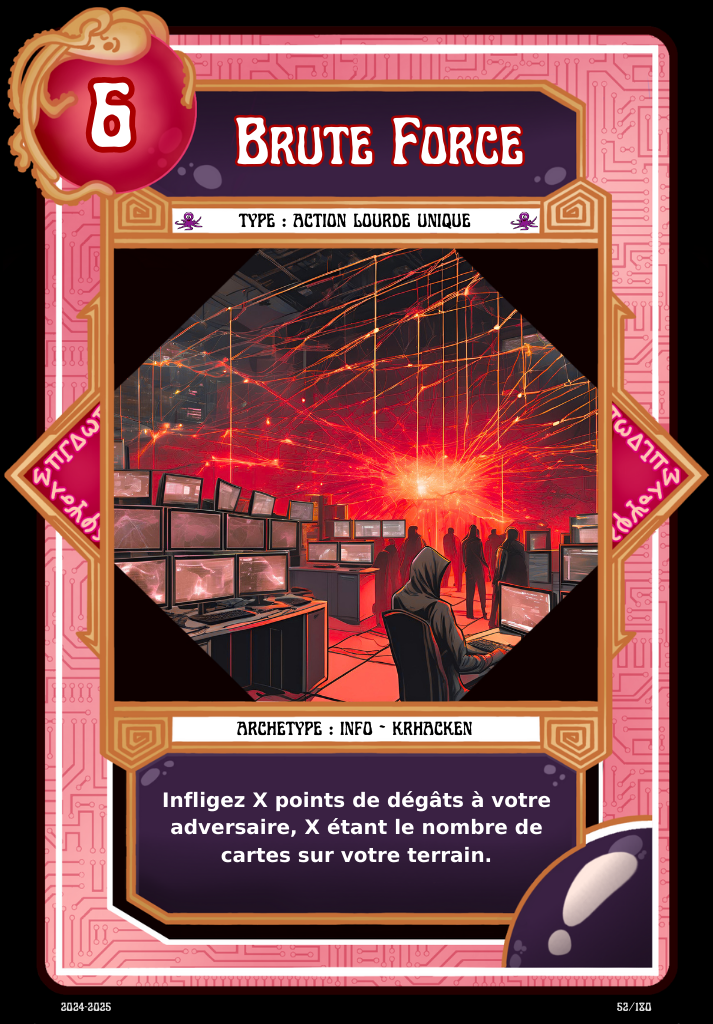 6
BRUTE FORCE
TYPE : ACTION LOURDE UNIQUE
ARCHETYPE : INFO - KRHACKEN
Infligez X points de dégâts à votre
adversaire, X étant le nombre de
cartes sur votre terrain.
2024-2025
52/180